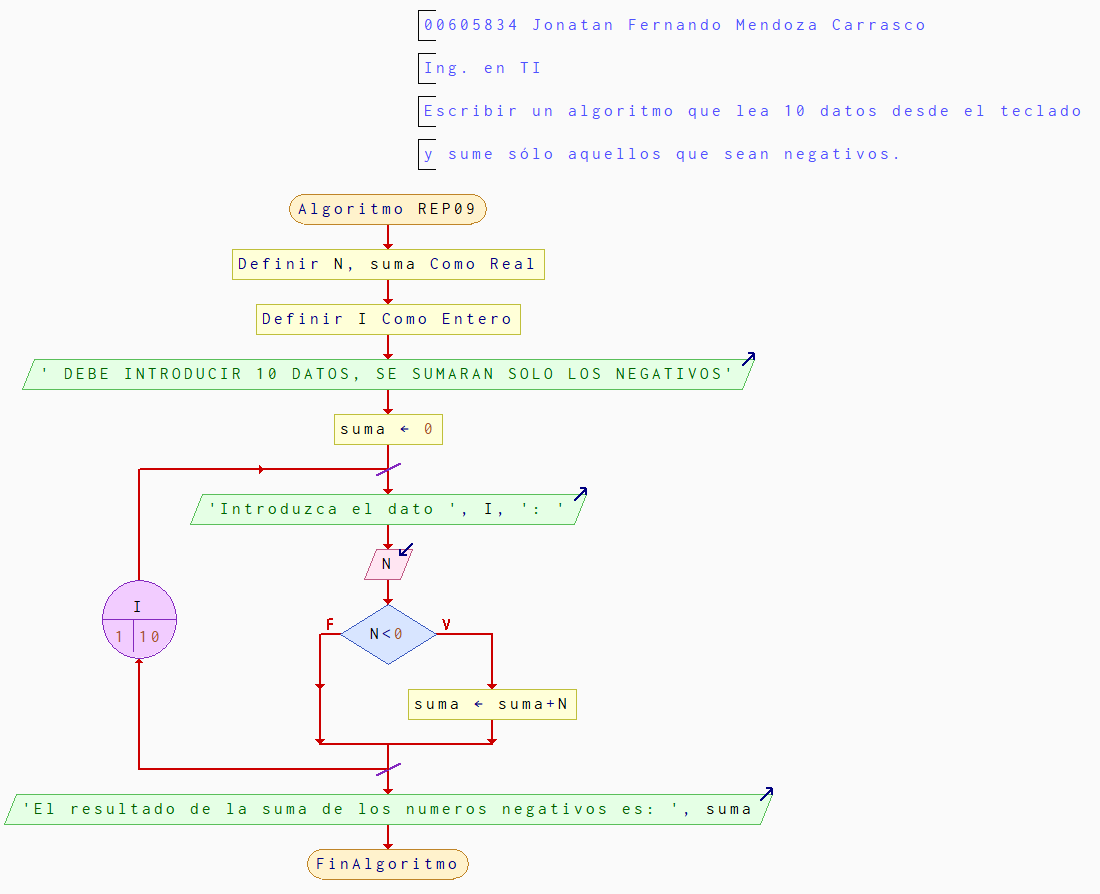 00605834 Jonatan Fernando Mendoza Carrasco
Ing. en TI
Escribir un algoritmo que lea 10 datos desde el teclado
y sume sólo aquellos que sean negativos.
Algoritmo REP09
Definir N, suma Como Real
Definir I Como Entero
' DEBE INTRODUCIR 10 DATOS, SE SUMARAN SOLO LOS NEGATIVOS'
suma ← 0
'Introduzca el dato ', I, ': '
N
I
1 10
F
N<0
V
suma ← suma+N
'El resultado de la suma de los numeros negativos es: ', suma
FinAlgoritmo